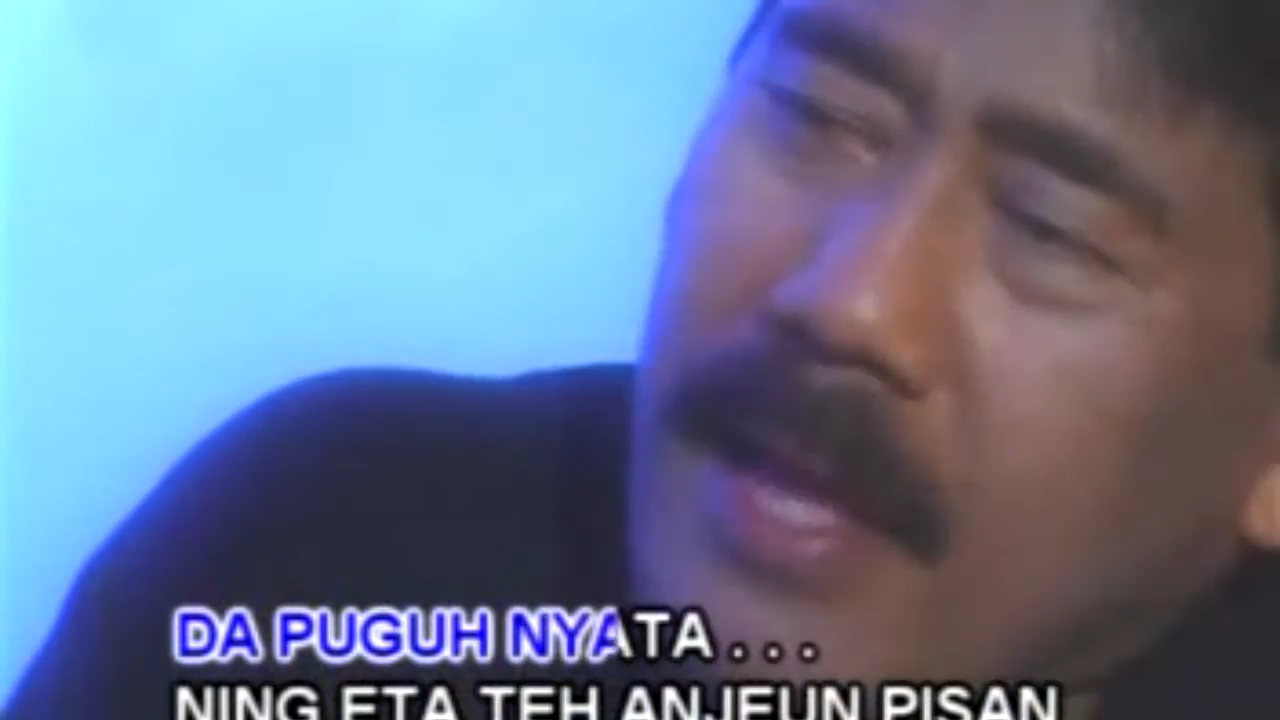 DA PUGUH NYATA . . .
NING ETA TEH ANJEUN PISAN